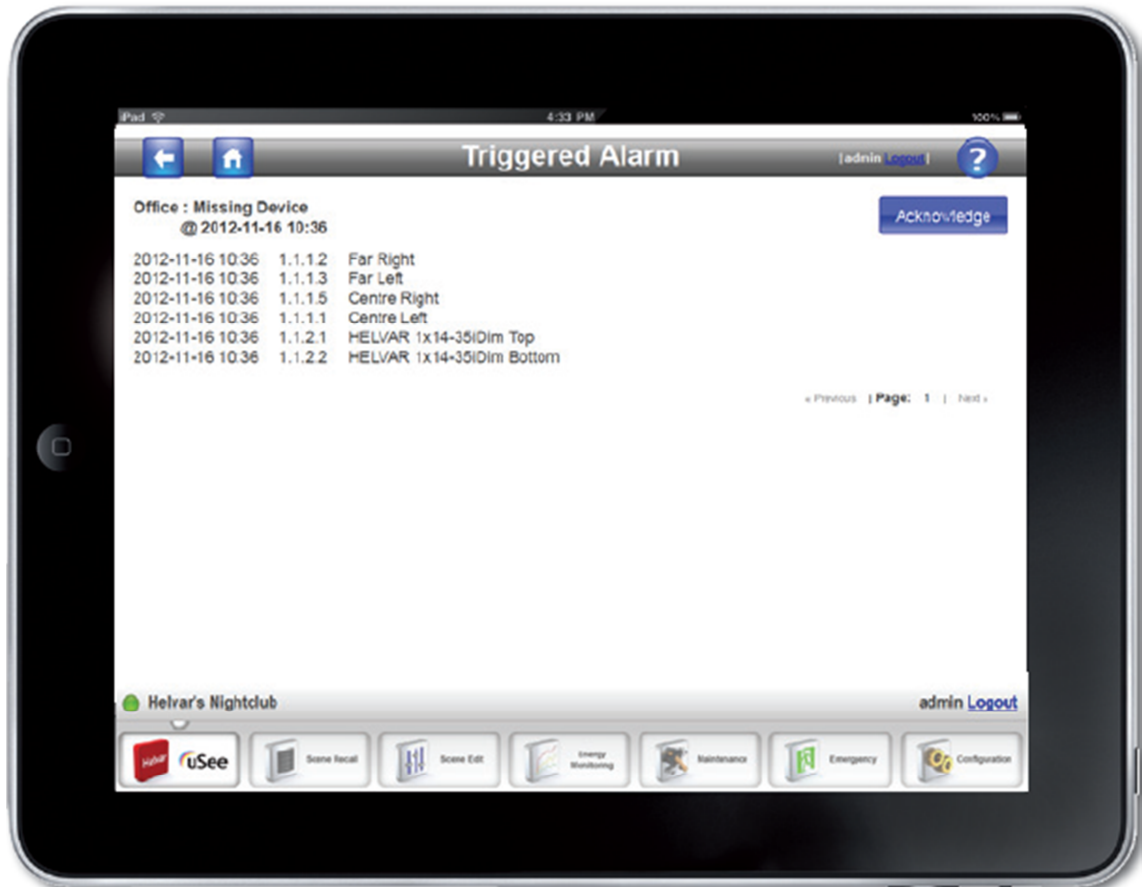 iPad 4:33 PM 100%
Triggered Alarm |admin Logout| ?
Office : Missing Device
@ 2012-11-16 10:36
Acknowledge
2012-11-16 10:36 1.1.1.2 Far Right
2012-11-16 10:36 1.1.1.3 Far Left
2012-11-16 10:36 1.1.1.5 Centre Right
2012-11-16 10:36 1.1.1.1 Centre Left
2012-11-16 10:36 1.1.2.1 HELVAR 1x14-35iDim Top
2012-11-16 10:36 1.1.2.2 HELVAR 1x14-35iDim Bottom
« Previous | Page: 1 | Next »
Helvar's Nightclub admin Logout
Helvar uSee Scene Recall Scene Edit Energy Monitoring Maintenance Emergency Configuration